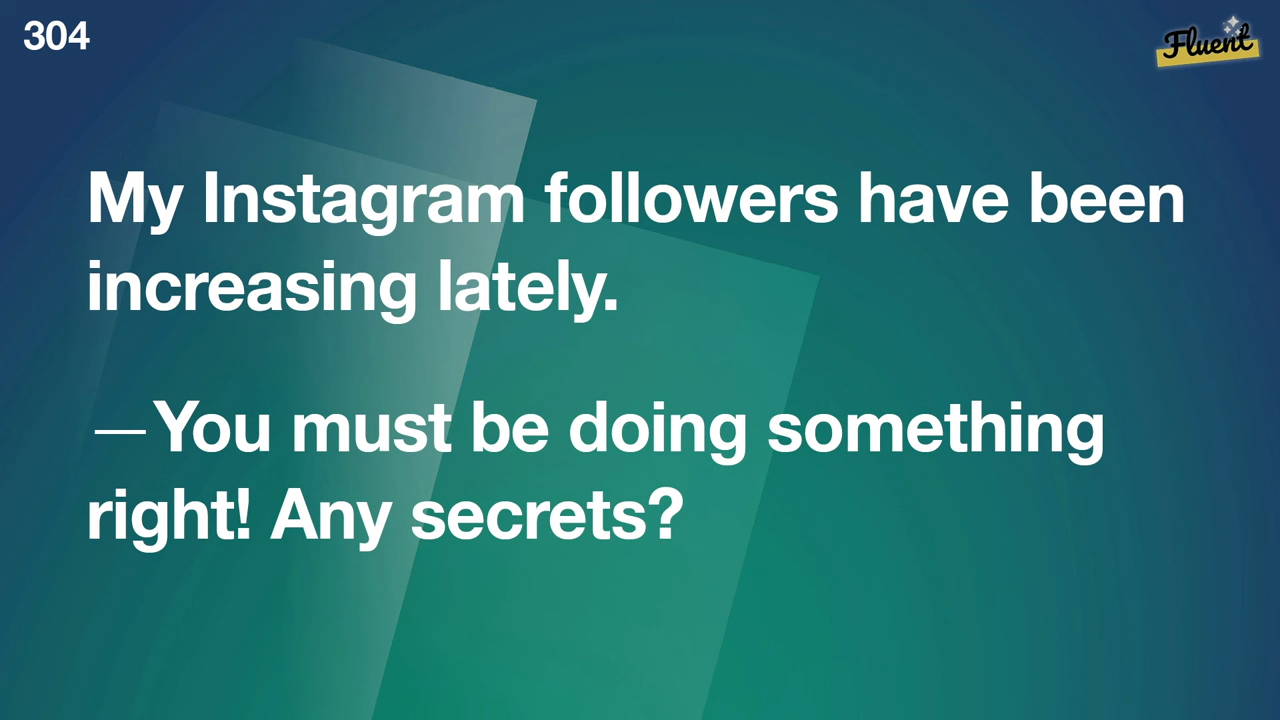 304
Fluent
My Instagram followers have been
increasing lately.
—You must be doing something
right! Any secrets?